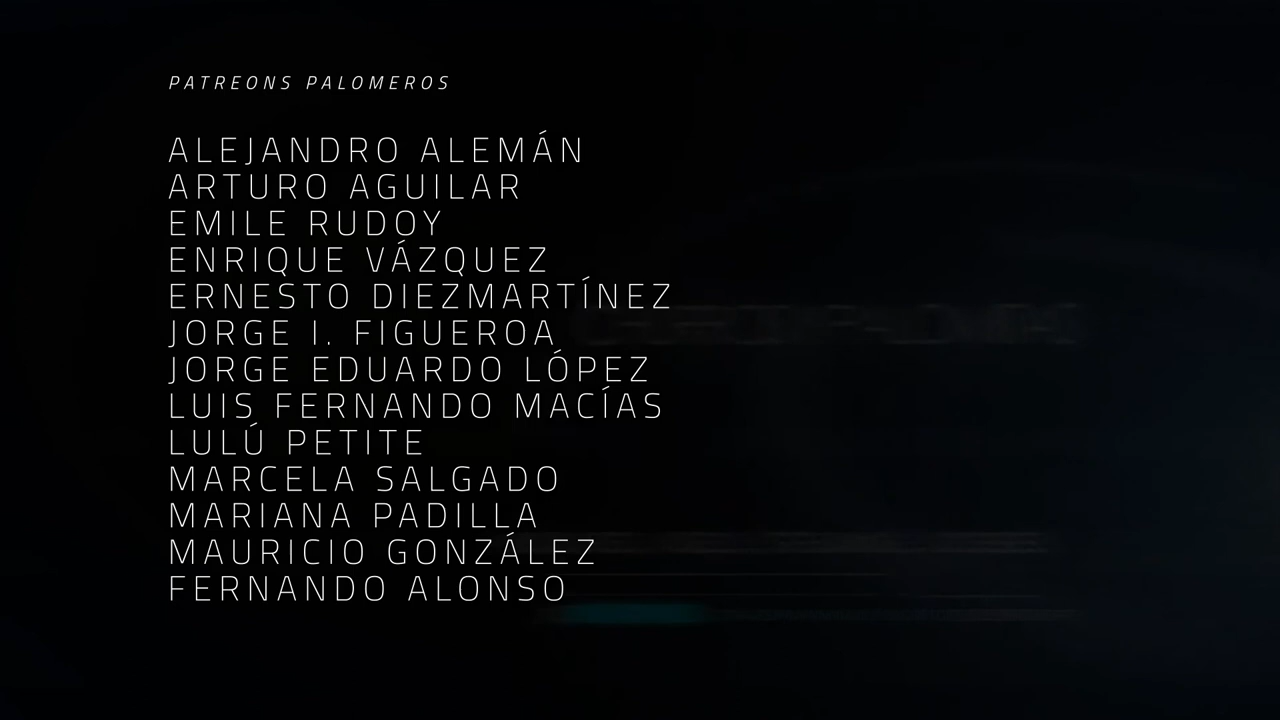 PATREONS PALOMEROS
ALEJANDRO ALEMÁN
ARTURO AGUILAR
EMILE RUDOY
ENRIQUE VÁZQUEZ
ERNESTO DIEZMARTÍNEZ
JORGE I. FIGUEROA
JORGE EDUARDO LÓPEZ
LUIS FERNANDO MACÍAS
LULÚ PETITE
MARCELA SALGADO
MARIANA PADILLA
MAURICIO GONZÁLEZ
FERNANDO ALONSO